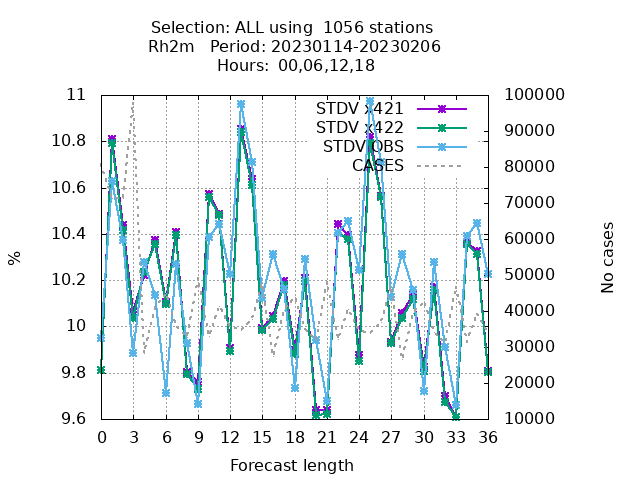 Selection: ALL using  1056 stations
Rh2m   Period: 20230114-20230206
Hours:  00,06,12,18
STDV x421
STDV x422
STDV OBS
CASES
11
10.8
10.6
10.4
10.2
10
9.8
9.6
100000
90000
80000
70000
60000
50000
40000
30000
20000
10000
%
No cases
0 3 6 9 12 15 18 21 24 27 30 33 36
Forecast length